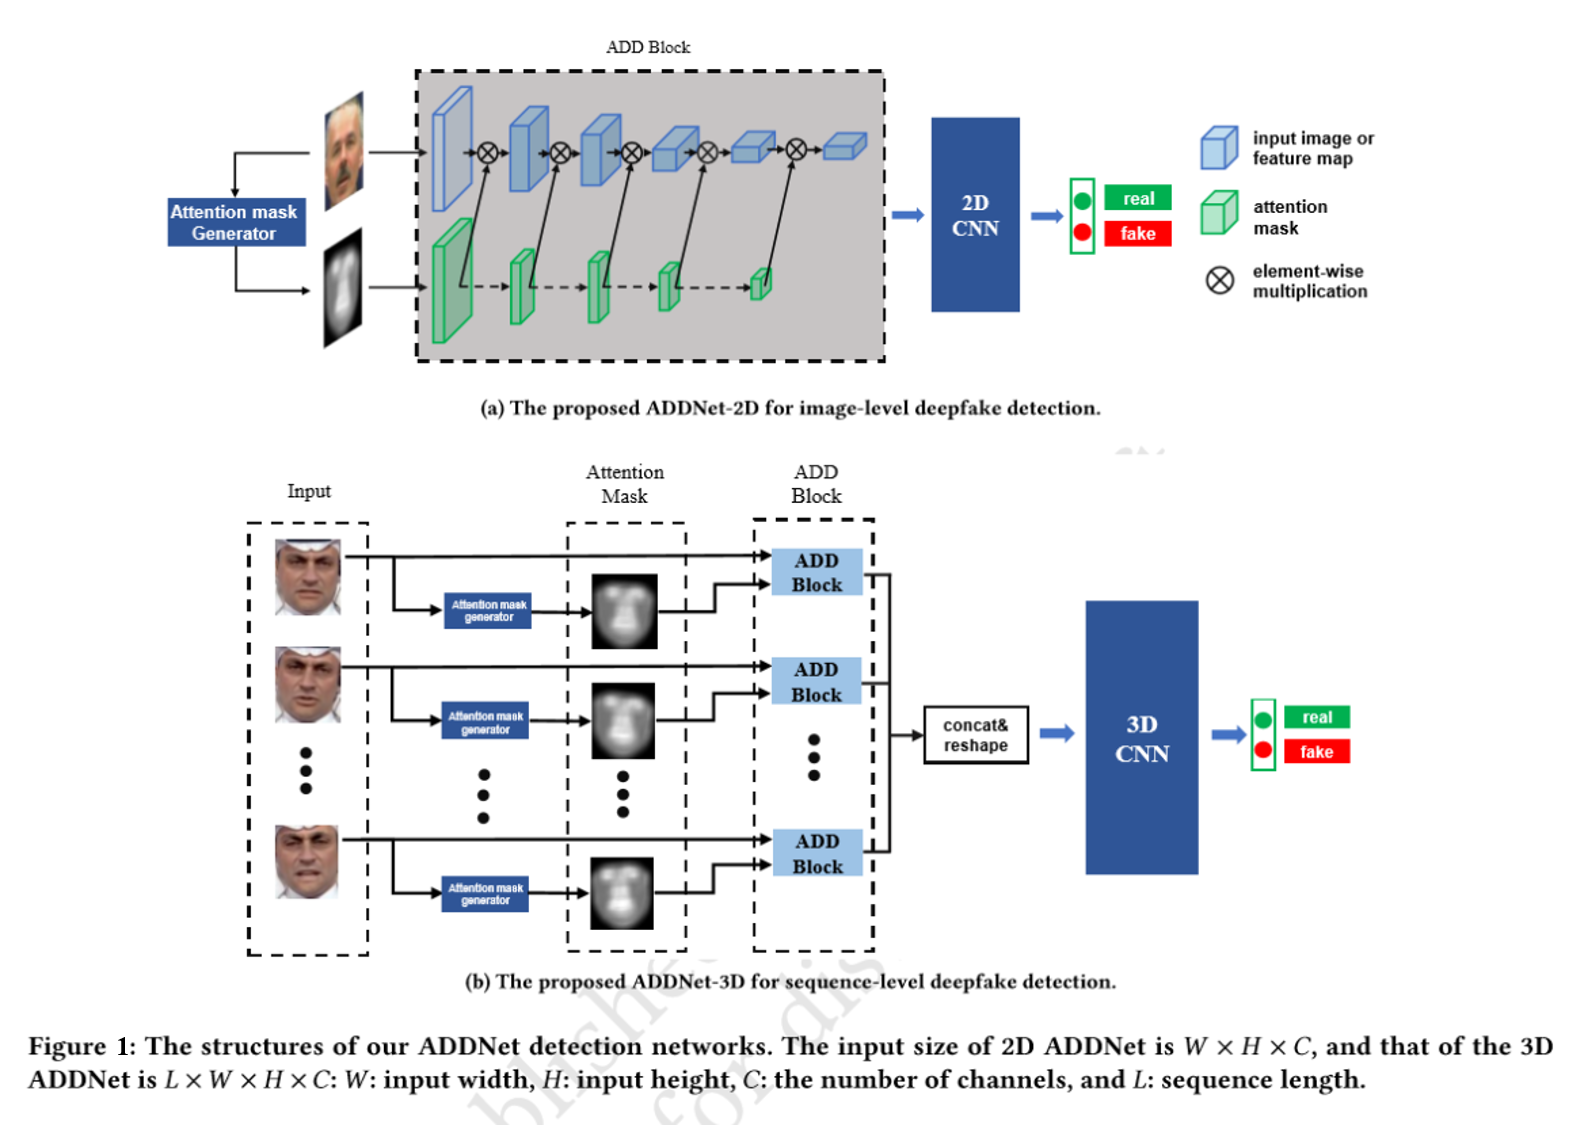 ADD Block
Attention mask
Generator
2D
CNN
real
fake
input image or
feature map
attention
mask
element-wise
multiplication
(a) The proposed ADDNet-2D for image-level deepfake detection.
Input
Attention
Mask
ADD
Block
Attention mask
generator
ADD
Block
Attention mask
generator
ADD
Block
Attention mask
generator
ADD
Block
concat&
reshape
3D
CNN
real
fake
(b) The proposed ADDNet-3D for sequence-level deepfake detection.
Figure 1: The structures of our ADDNet detection networks. The input size of 2D ADDNet is W × H × C, and that of the 3D
ADDNet is L × W × H × C: W: input width, H: input height, C: the number of channels, and L: sequence length.